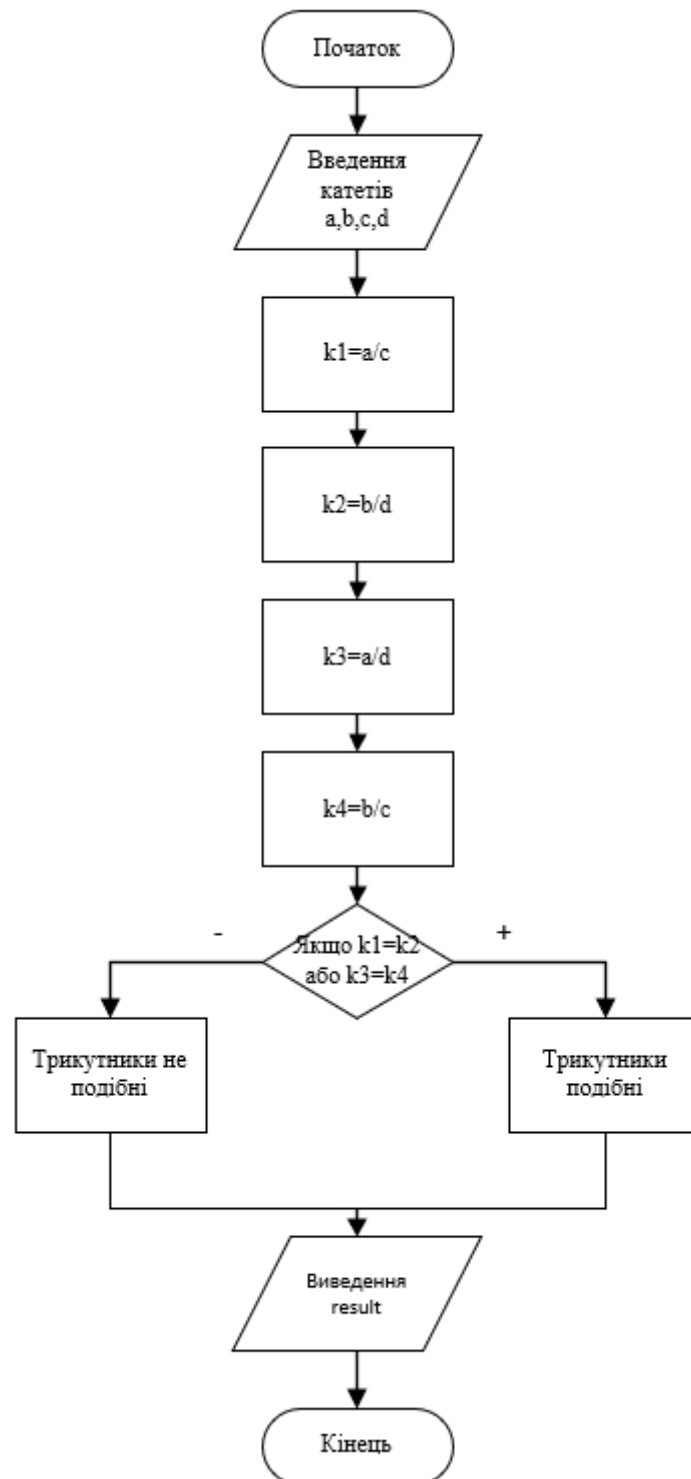 Початок
Введення
катетів
a,b,c,d
k1=a/c
k2=b/d
k3=a/d
k4=b/c
-
+
Якщо k1=k2
або k3=k4
Трикутники не
подібні
Трикутники
подібні
Виведення
result
Кінець